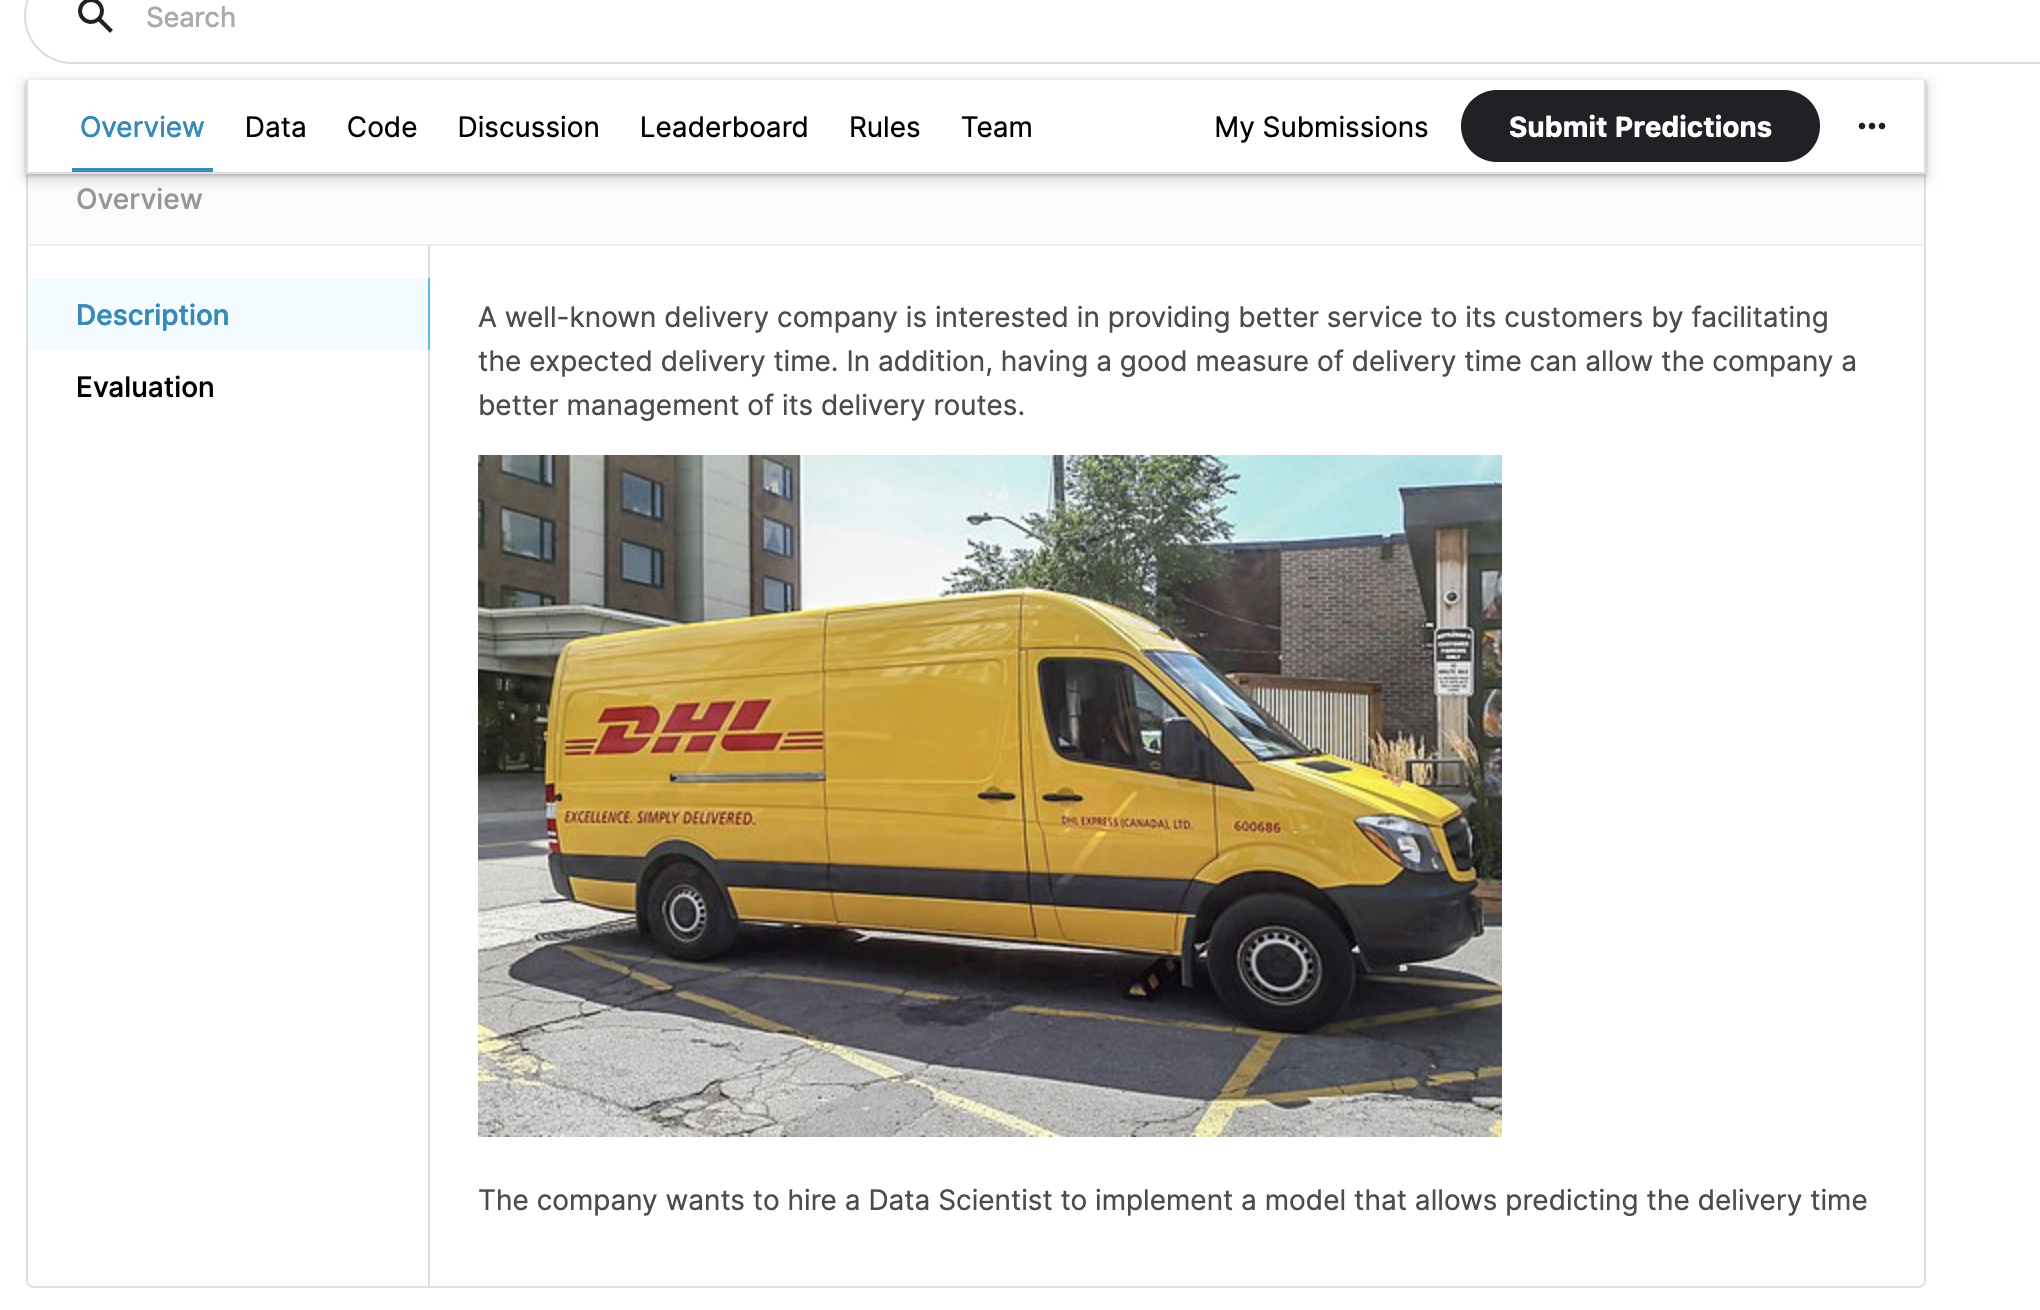 Search
Overview Data Code Discussion Leaderboard Rules Team My Submissions Submit Predictions
Overview
Description
Evaluation
A well-known delivery company is interested in providing better service to its customers by facilitating
the expected delivery time. In addition, having a good measure of delivery time can allow the company a
better management of its delivery routes.
DHL
EXCELLENCE. SIMPLY DELIVERED.
DHL EXPRESS (CANADA), LTD.
600686
The company wants to hire a Data Scientist to implement a model that allows predicting the delivery time